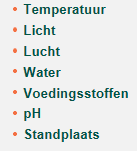 • Temperatuur
• Licht
• Lucht
• Water
• Voedingsstoffen
• pH
• Standplaats